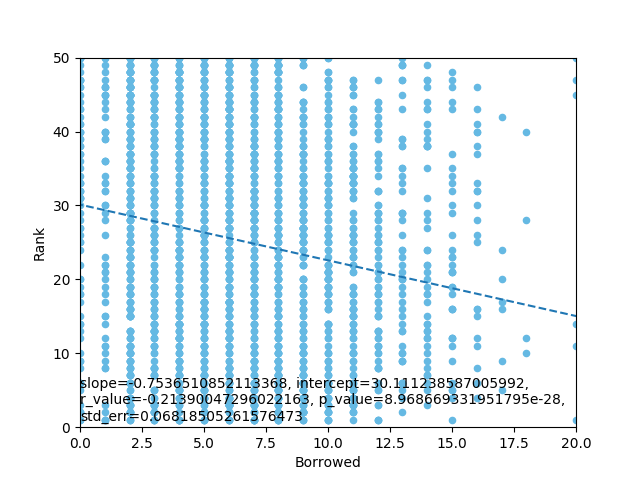 50
40
30
20
10
0
Rank
slope=-0.7536510852113368, intercept=30.111238587005992,
r_value=-0.21390047296022163, p_value=8.968669331951795e-28,
std_err=0.06818505261576473
0.0 2.5 5.0 7.5 10.0 12.5 15.0 17.5 20.0
Borrowed